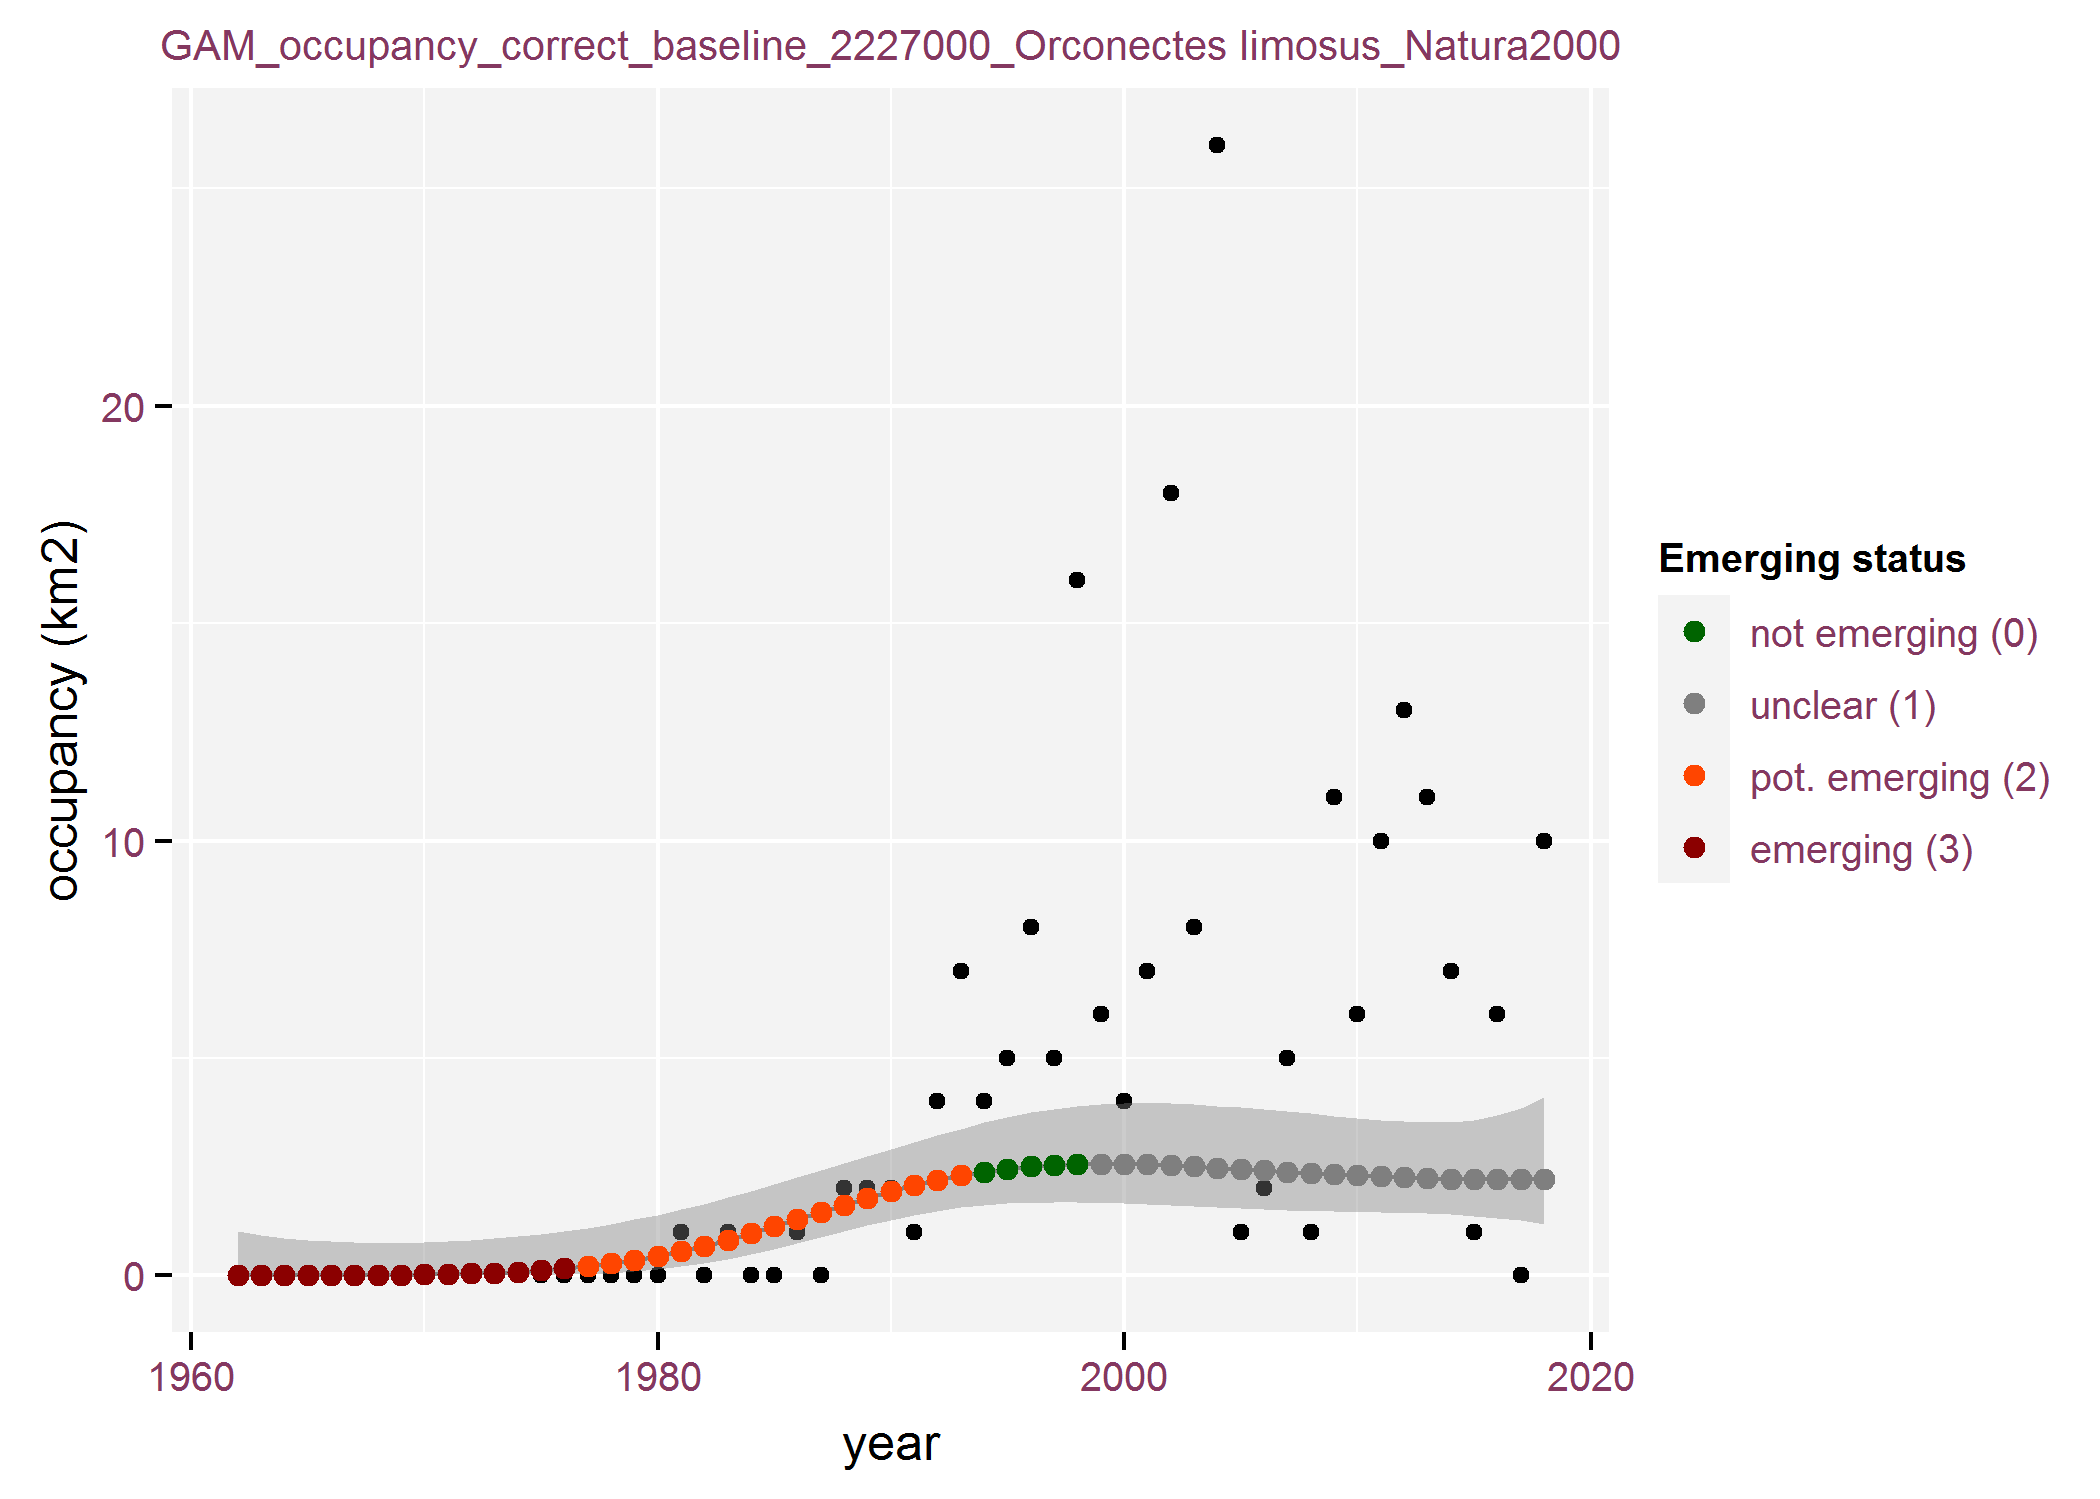 GAM_occupancy_correct_baseline_2227000_Orconectes limosus_Natura2000
occupancy (km2)
20
10
0
1960
1980
2000
2020
year
Emerging status
not emerging (0)
unclear (1)
pot. emerging (2)
emerging (3)